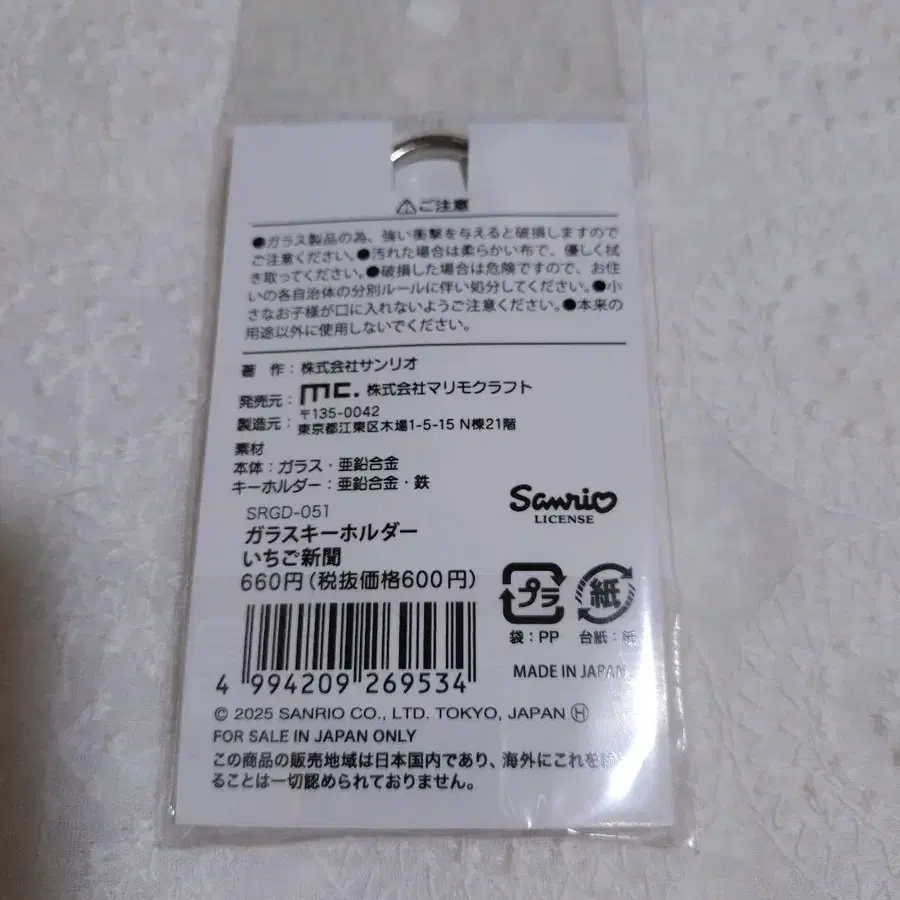 ⚠ご注意
●ガラス製品の為、強い衝撃を与えると破損しますので
ご注意ください。●汚れた場合は柔らかい布で、優しく拭
き取ってください。●破損した場合は危険ですので、お住
いの各自治体の分別ルールに伴い処分してください。●小
さなお子様が口に入れないようご注意ください。●本来の
用途以外に使用しないでください。
著 作：株式会社サンリオ
発売元：mc. 株式会社マリモクラフト
製造元：〒135-0042
東京都江東区木場1-5-15 N棟21階
素材
本体：ガラス・亜鉛合金
キーホルダー：亜鉛合金・鉄
Sanrio
LICENSE
SRGD-051
ガラスキーホルダー
いちご新聞
660円(税抜価格600円)
プラ 紙
袋：PP 台紙：紙
4 994209 269534
MADE IN JAPAN
© 2025 SANRIO CO., LTD. TOKYO, JAPAN Ⓗ
FOR SALE IN JAPAN ONLY
この商品の販売地域は日本国内であり、海外にこれを輸
ることは一切認められておりません。